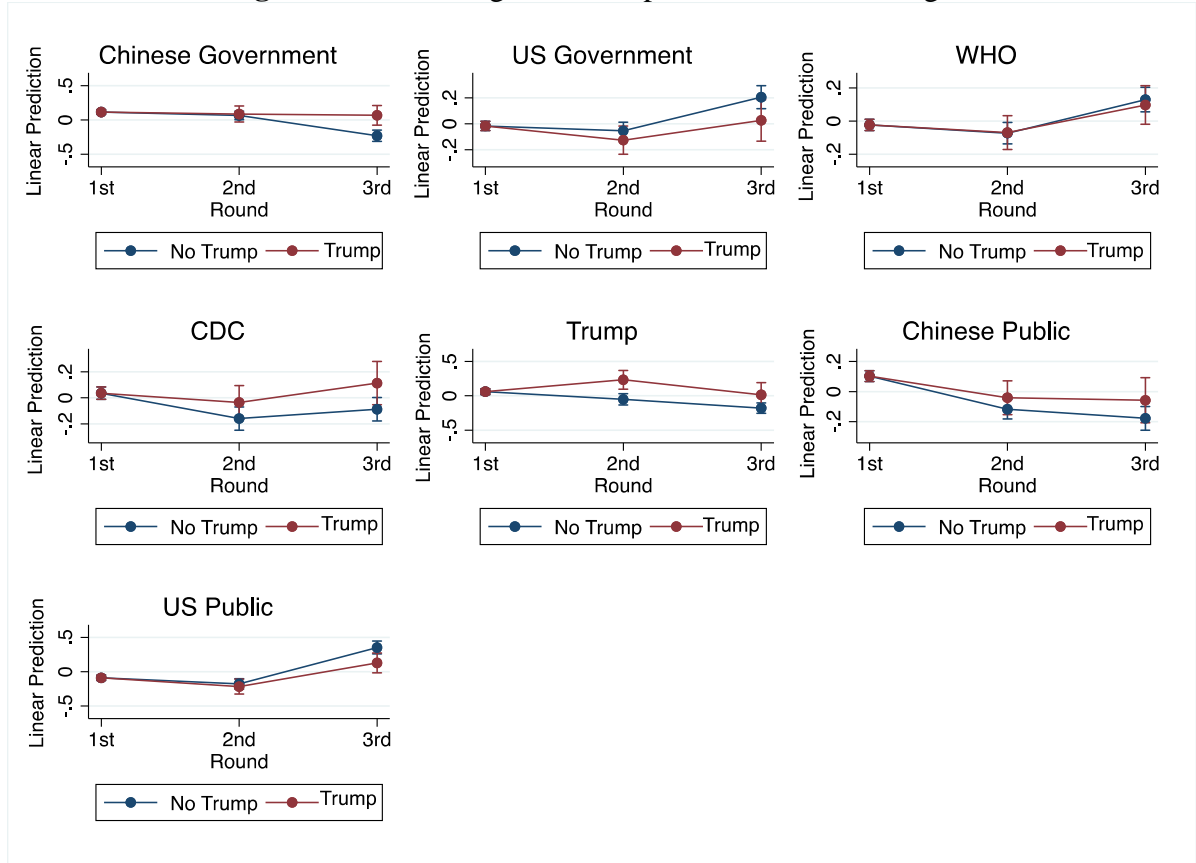 Chinese Government
US Government
WHO
Linear Prediction
-.5 0 .5
1st 2nd 3rd
Round
No Trump Trump
Linear Prediction
-.2 0 .2
1st 2nd 3rd
Round
No Trump Trump
Linear Prediction
-.2 0 .2
1st 2nd 3rd
Round
No Trump Trump
CDC
Trump
Chinese Public
Linear Prediction
-.2 0 .2
1st 2nd 3rd
Round
No Trump Trump
Linear Prediction
-.5 0 .5
1st 2nd 3rd
Round
No Trump Trump
Linear Prediction
-.2 0 .2
1st 2nd 3rd
Round
No Trump Trump
US Public
Linear Prediction
-.5 0 .5
1st 2nd 3rd
Round
No Trump Trump